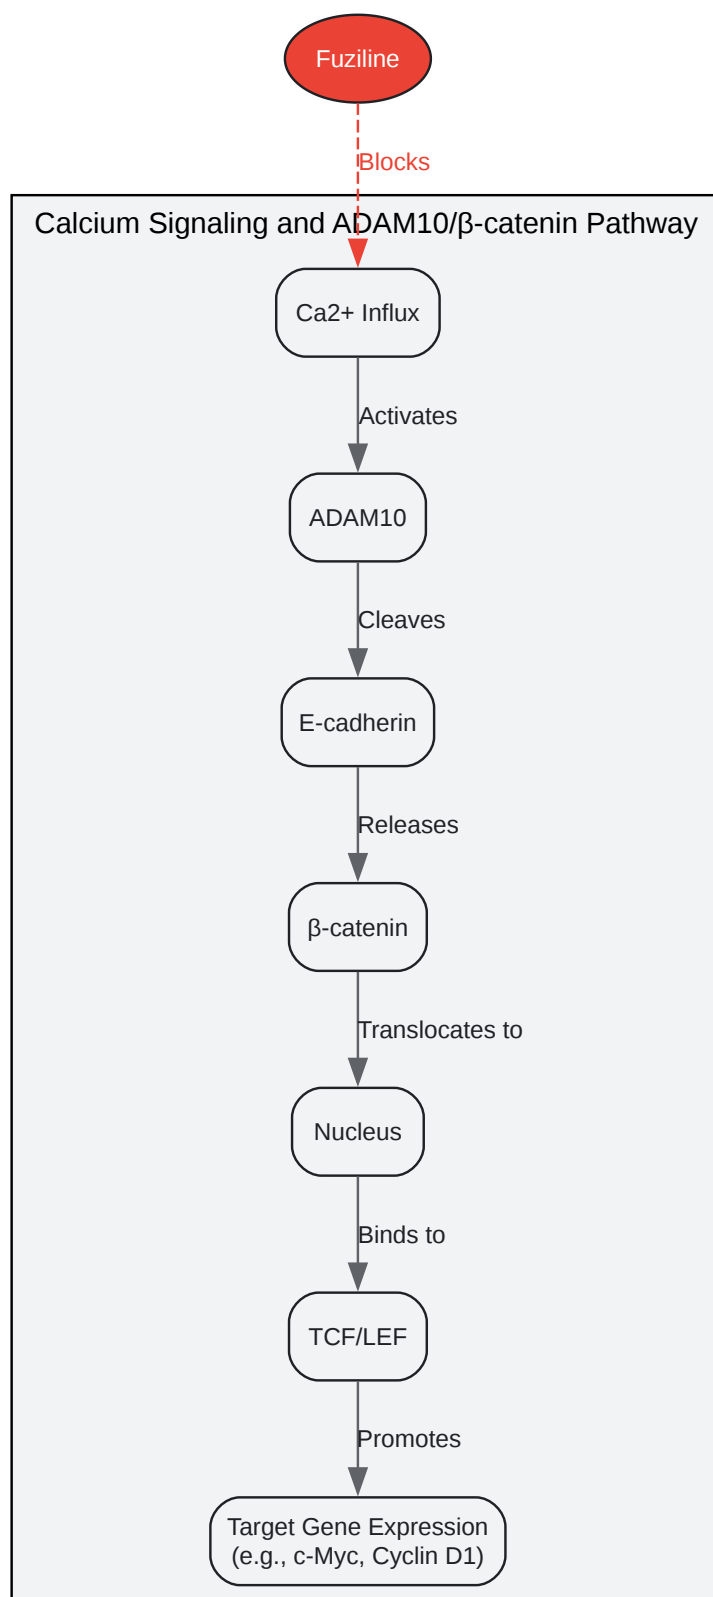 Fuziline
Blocks
Calcium Signaling and ADAM10/β-catenin Pathway
Ca2+ Influx
Activates
ADAM10
Cleaves
E-cadherin
Releases
β-catenin
Translocates to
Nucleus
Binds to
TCF/LEF
Promotes
Target Gene Expression
(e.g., c-Myc, Cyclin D1)